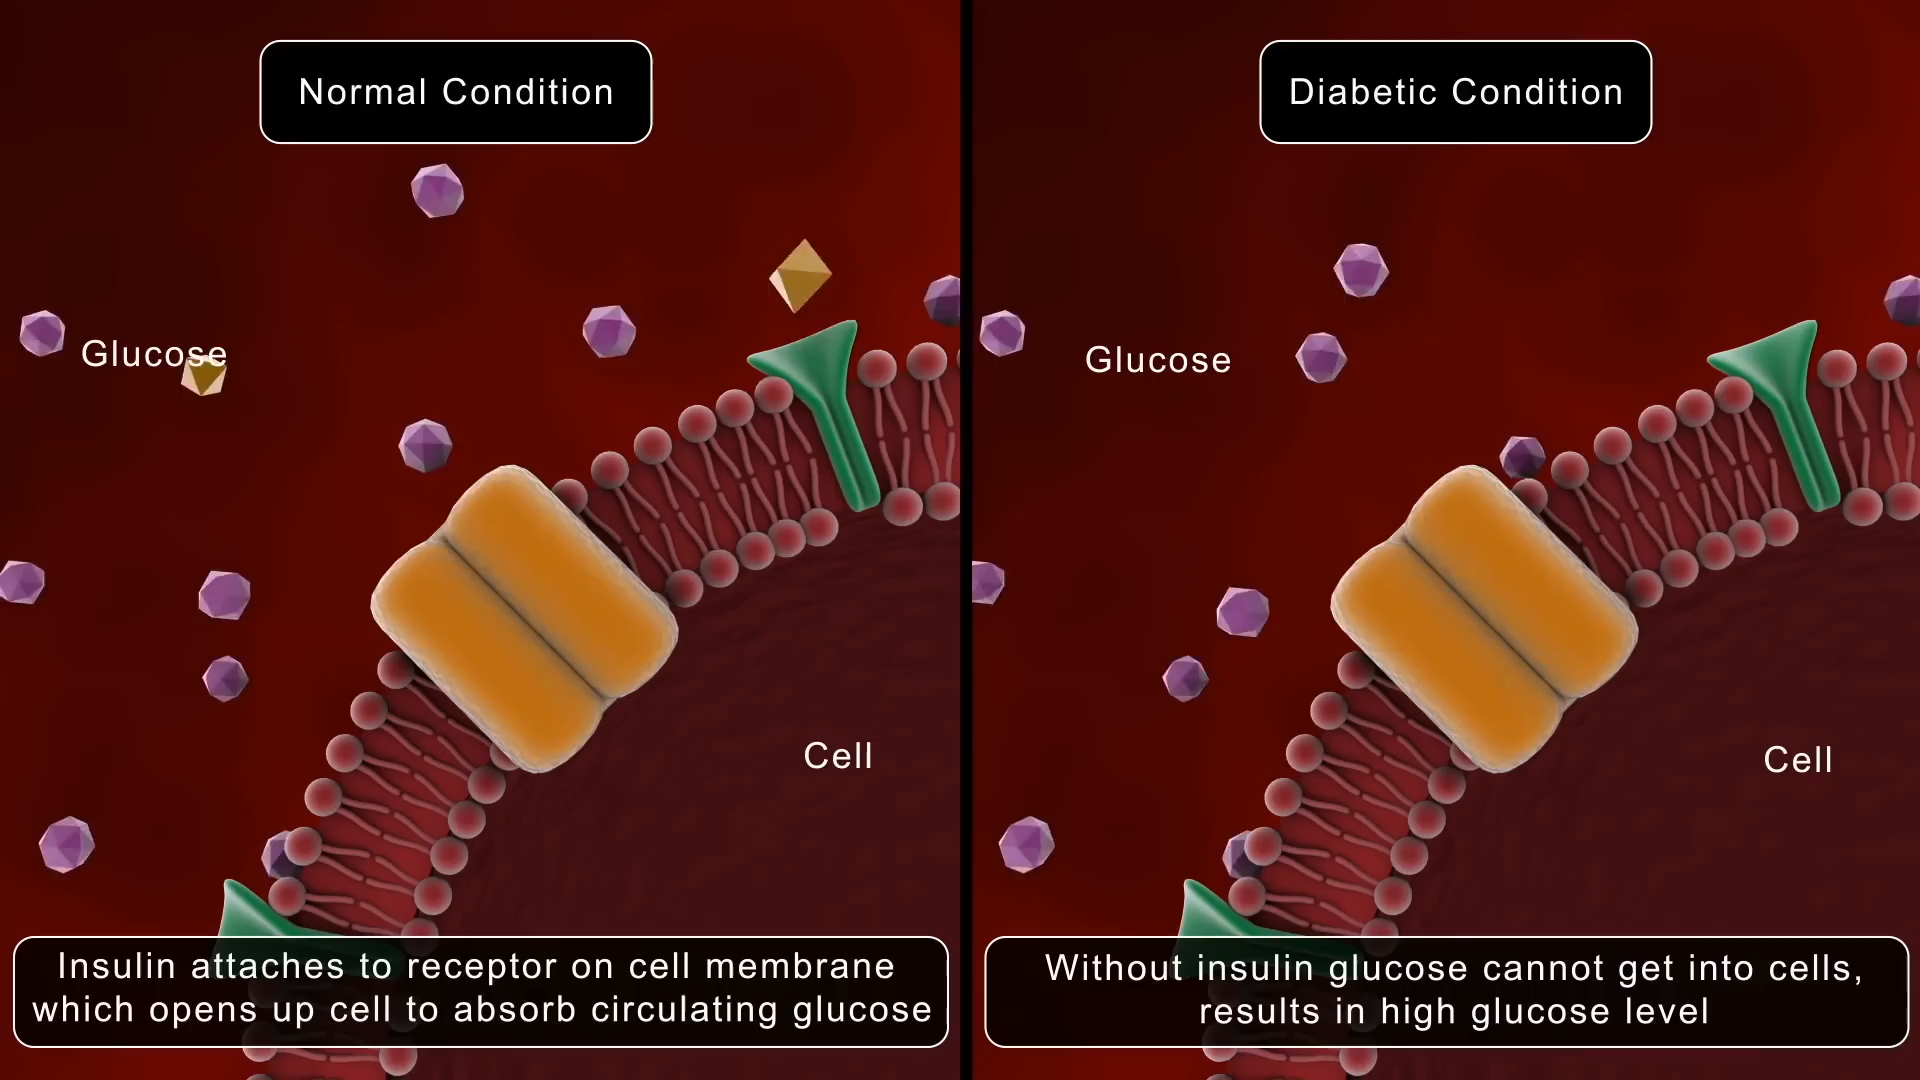 Normal Condition
Glucose
Cell
Insulin attaches to receptor on cell membrane
which opens up cell to absorb circulating glucose
Diabetic Condition
Glucose
Cell
Without insulin glucose cannot get into cells,
results in high glucose level